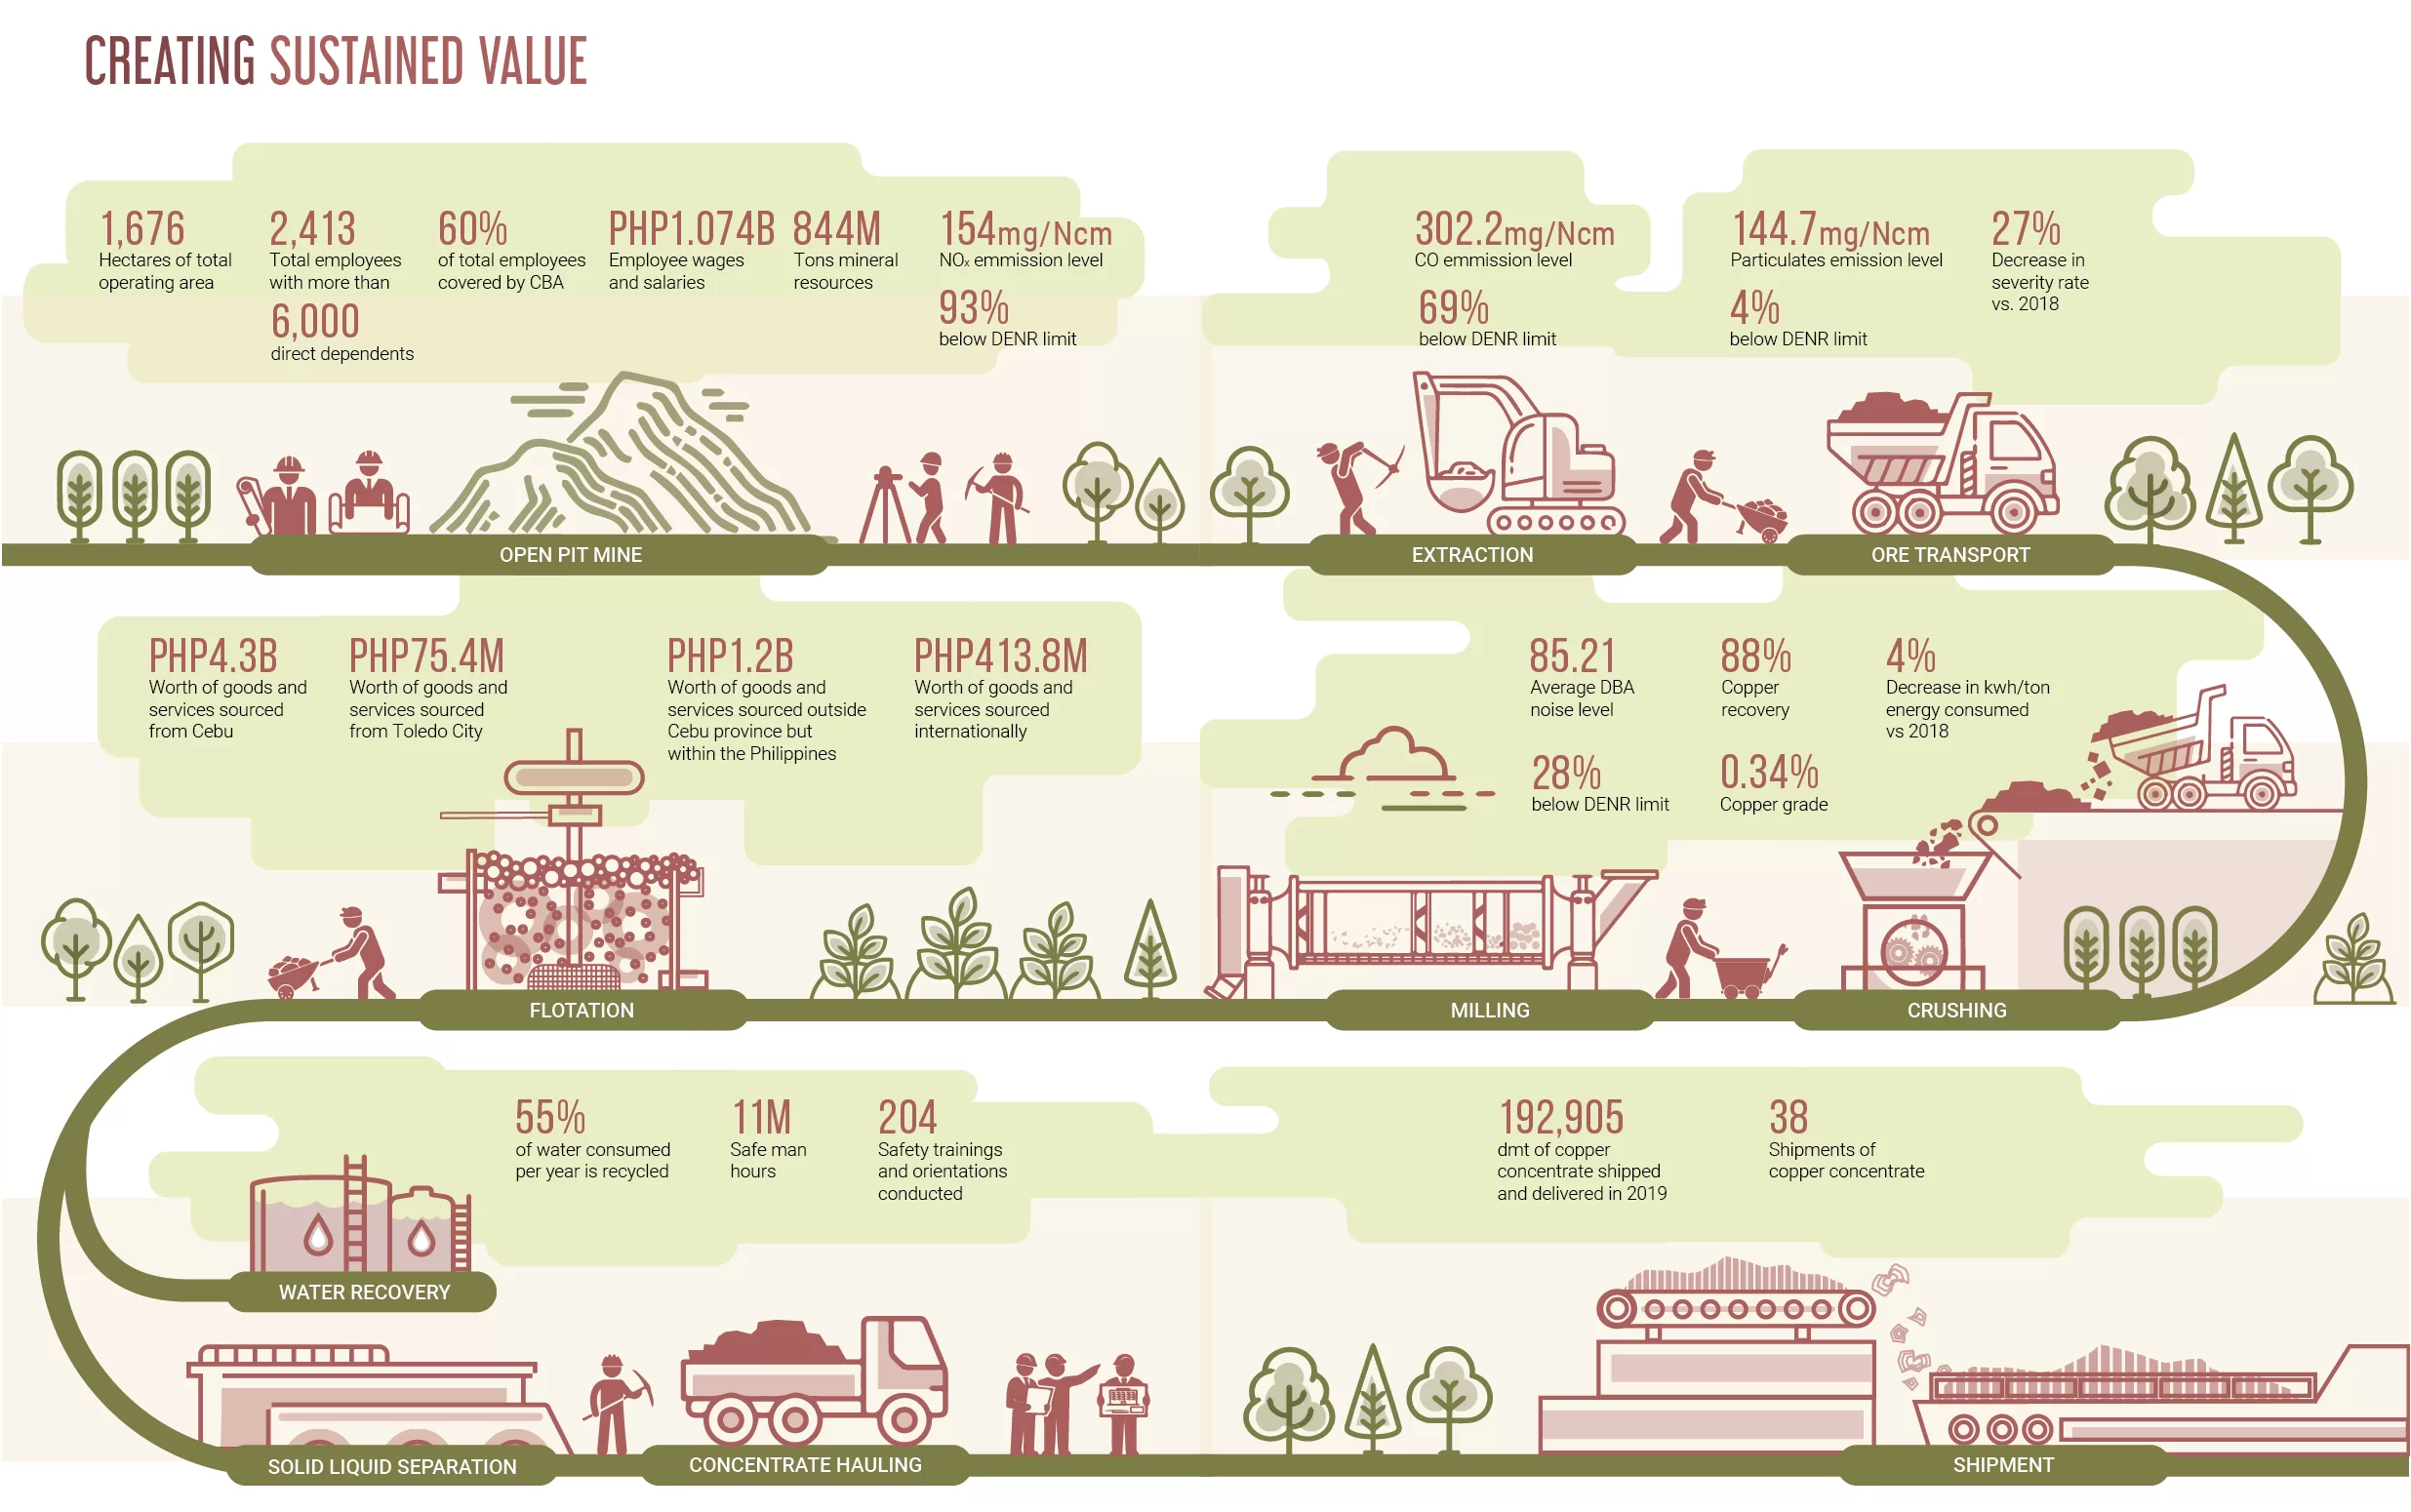 CREATING SUSTAINED VALUE
1,676
Hectares of total
operating area
2,413
Total employees
with more than
6,000
direct dependents
60%
of total employees
covered by CBA
PHP1.074B
Employee wages
and salaries
844M
Tons mineral
resources
154mg/Ncm
NOx emmission level
93%
below DENR limit
302.2mg/Ncm
CO emmission level
69%
below DENR limit
144.7mg/Ncm
Particulates emission level
4%
below DENR limit
27%
Decrease in
severity rate
vs. 2018
OPEN PIT MINE
EXTRACTION
ORE TRANSPORT
PHP4.3B
Worth of goods and
services sourced
from Cebu
PHP75.4M
Worth of goods and
services sourced
from Toledo City
PHP1.2B
Worth of goods and
services sourced outside
Cebu province but
within the Philippines
PHP413.8M
Worth of goods and
services sourced
internationally
85.21
Average DBA
noise level
28%
below DENR limit
88%
Copper
recovery
0.34%
Copper grade
4%
Decrease in kwh/ton
energy consumed
vs 2018
FLOTATION
MILLING
CRUSHING
55%
of water consumed
per year is recycled
11M
Safe man
hours
204
Safety trainings
and orientations
conducted
192,905
dmt of copper
concentrate shipped
and delivered in 2019
38
Shipments of
copper concentrate
WATER RECOVERY
SOLID LIQUID SEPARATION
CONCENTRATE HAULING
SHIPMENT